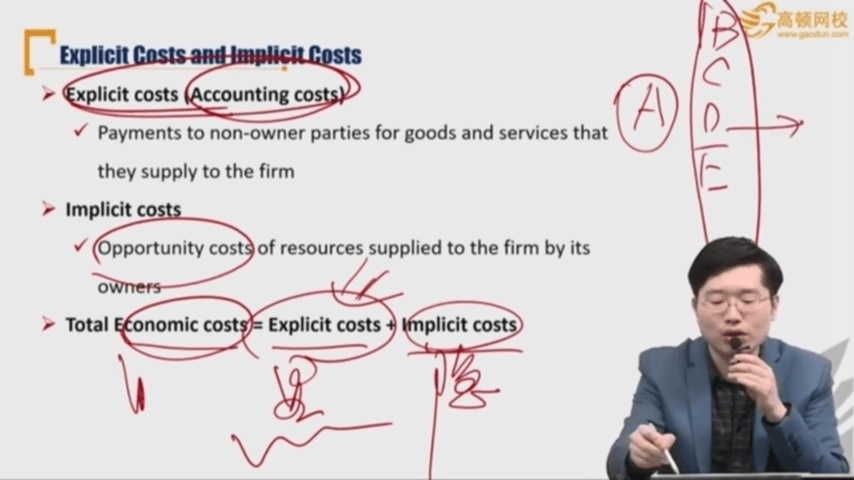 高顿网校
www.gaodun.com
Explicit Costs and Implicit Costs
Explicit costs (Accounting costs)
Payments to non-owner parties for goods and services that
they supply to the firm
Implicit costs
Opportunity costs of resources supplied to the firm by its
owners
Total Economic costs = Explicit costs + Implicit costs
A
B
C
D
E